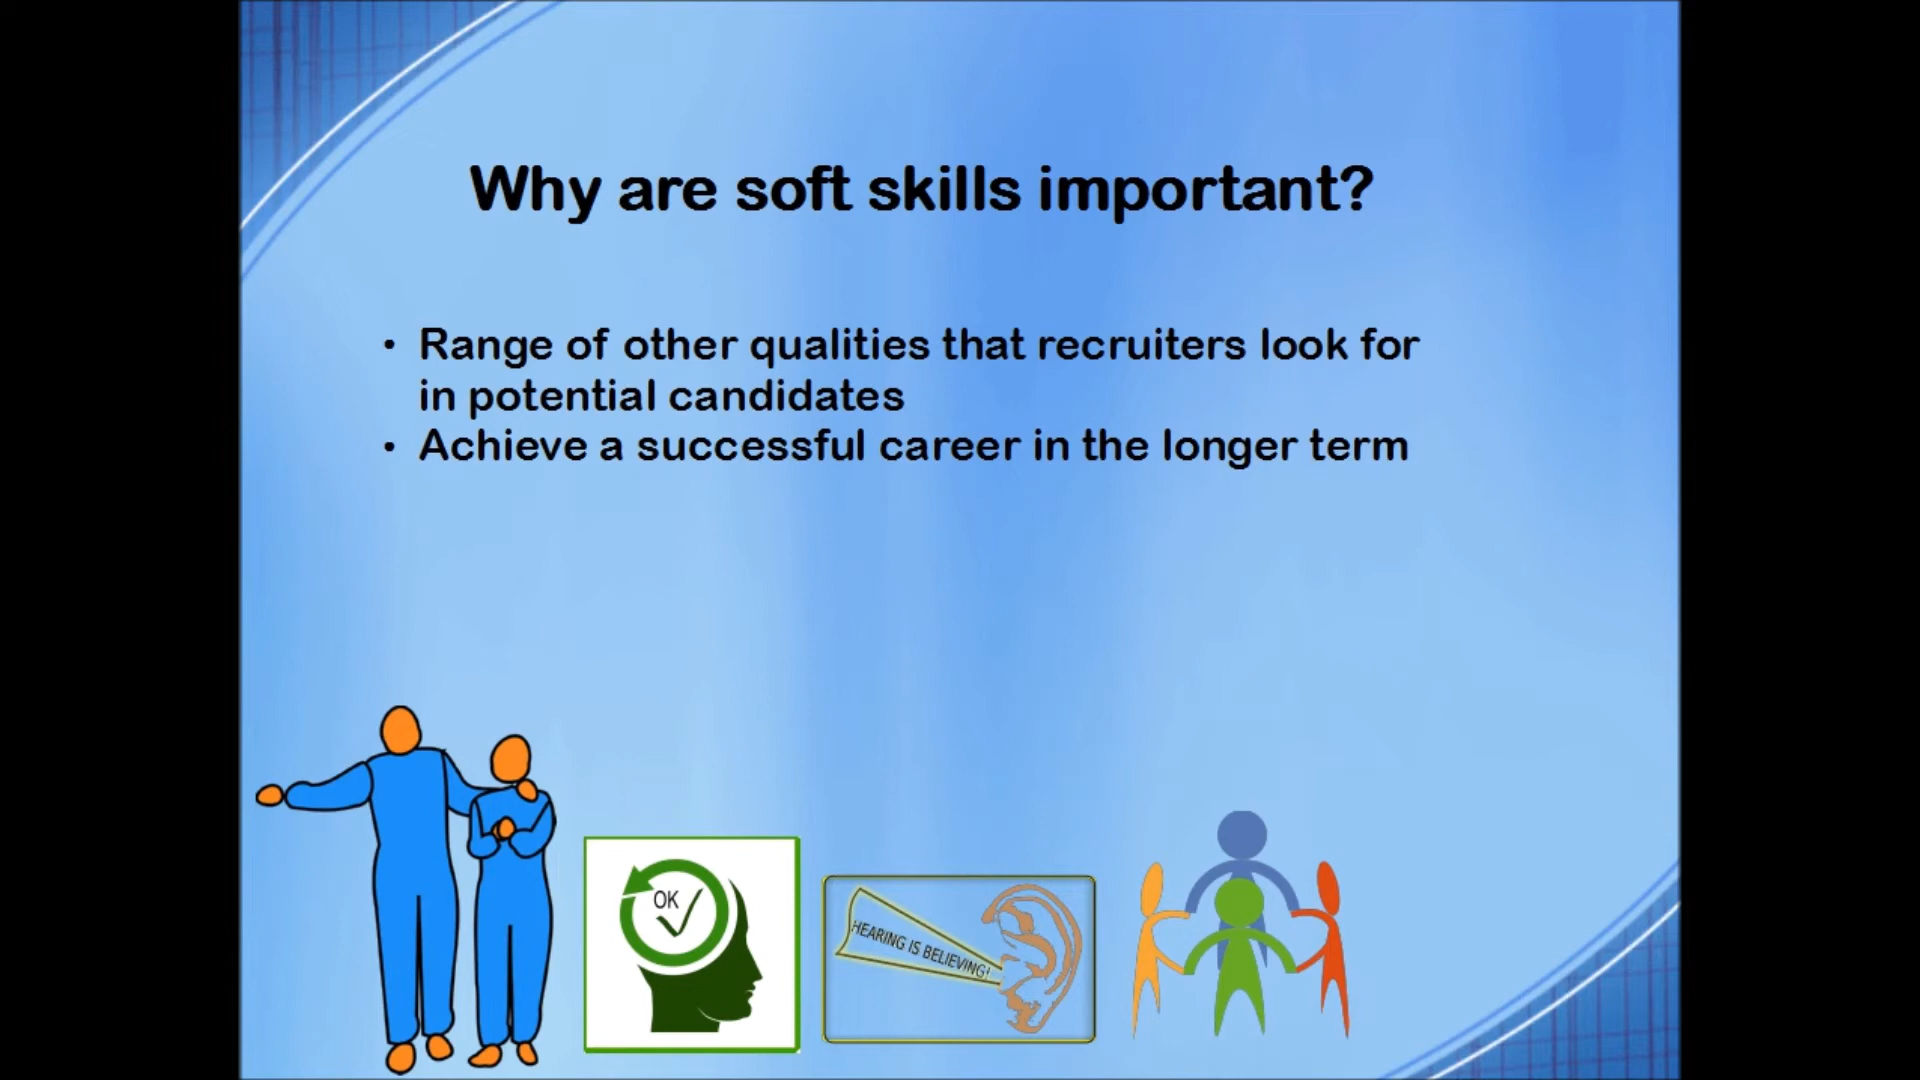 Why are soft skills important?
• Range of other qualities that recruiters look for
in potential candidates
• Achieve a successful career in the longer term
OK
HEARING IS BELIEVING!